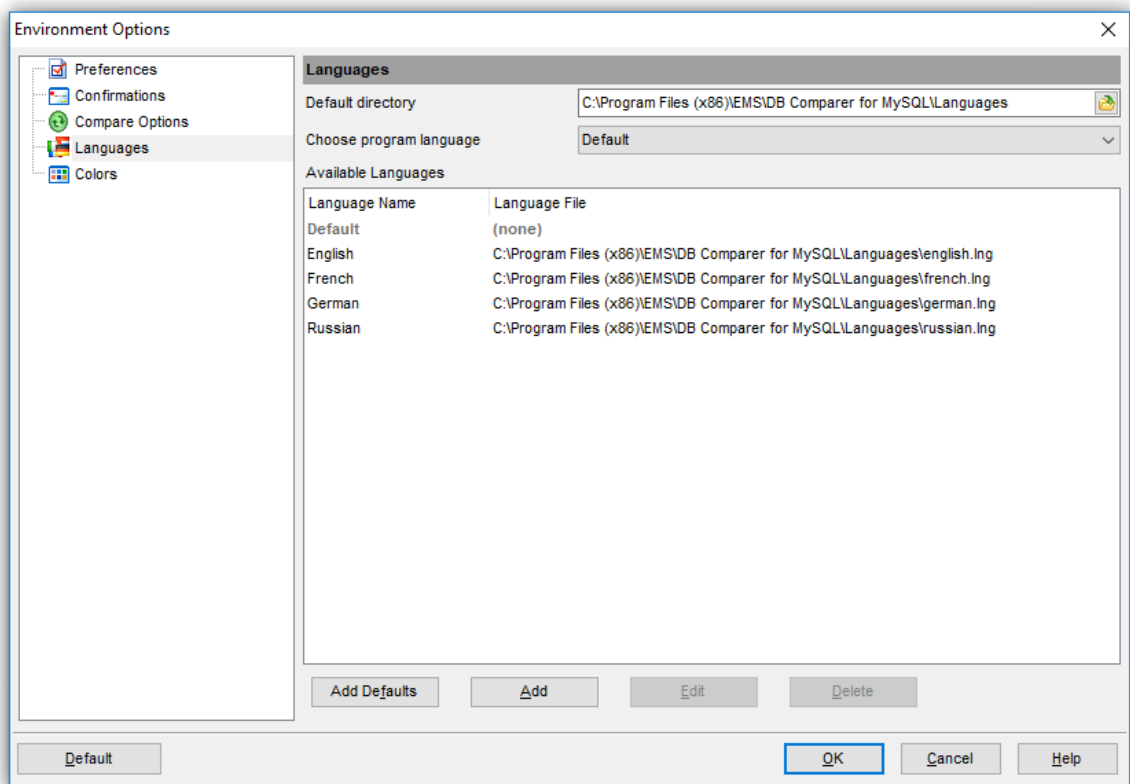 Environment Options
Preferences
Confirmations
Compare Options
Languages
Colors
Languages
Default directory C:\Program Files (x86)\EMS\DB Comparer for MySQL\Languages
Choose program language Default
Available Languages
Language Name Language File
Default (none)
English C:\Program Files (x86)\EMS\DB Comparer for MySQL\Languages\english.lng
French C:\Program Files (x86)\EMS\DB Comparer for MySQL\Languages\french.lng
German C:\Program Files (x86)\EMS\DB Comparer for MySQL\Languages\german.lng
Russian C:\Program Files (x86)\EMS\DB Comparer for MySQL\Languages\russian.lng
Add Defaults Add Edit Delete
Default OK Cancel Help